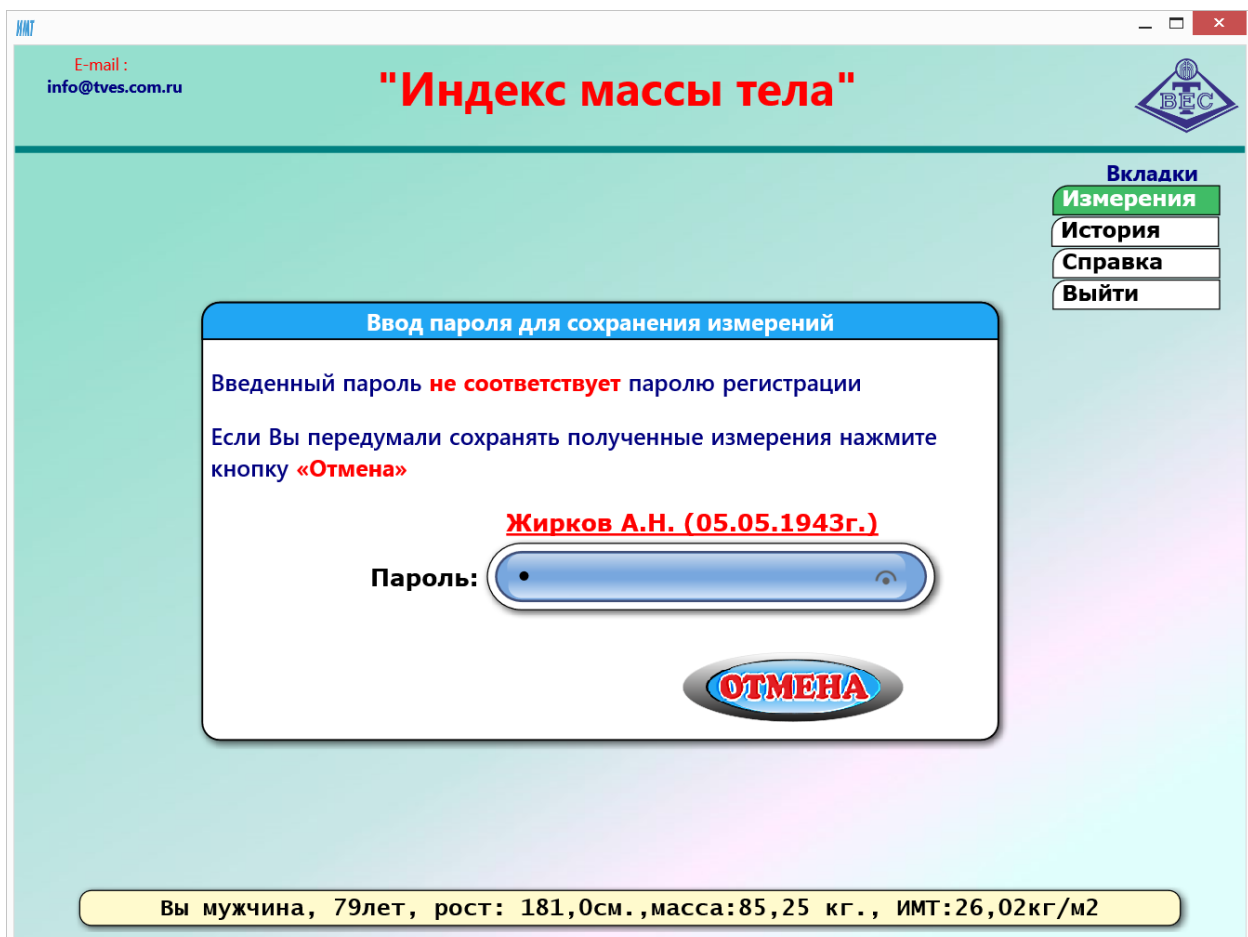 ИМТ
E-mail :
info@tves.com.ru
"Индекс массы тела"
ВЕС
Вкладки
Измерения
История
Справка
Выйти
Ввод пароля для сохранения измерений
Введенный пароль не соответствует паролю регистрации
Если Вы передумали сохранять полученные измерения нажмите
кнопку «Отмена»
Жирков А.Н. (05.05.1943г.)
Пароль:
ОТМЕНА
Вы мужчина, 79лет, рост: 181,0см.,масса:85,25 кг., ИМТ:26,02кг/м2